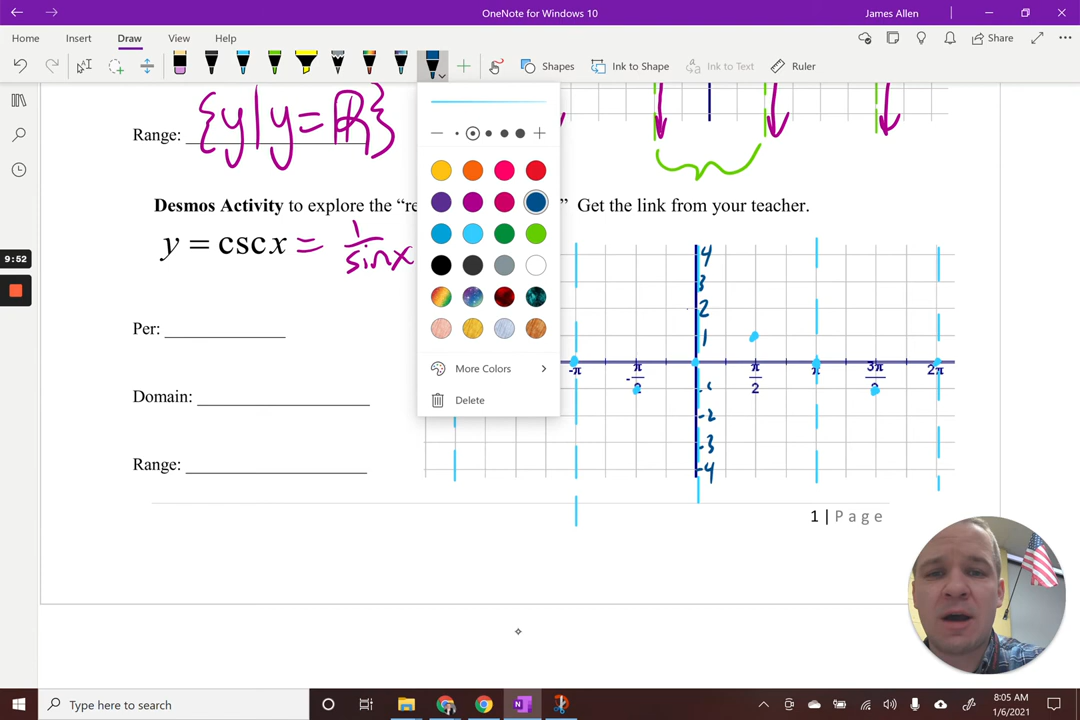 OneNote for Windows 10
James Allen
Home Insert Draw View Help
Share
Shapes
Ink to Shape
Ink to Text
Ruler
Range: {y|y=ℝ}
Desmos Activity to explore the “re ” Get the link from your teacher.
y = csc x = 1/sinx
Per:
Domain:
Range:
4
3
2
1
-π -π/2 π/2 π 3π/2 2π
-2
-3
-4
1 | Page
9:52
More Colors
Delete
Type here to search
8:05 AM
1/6/2021